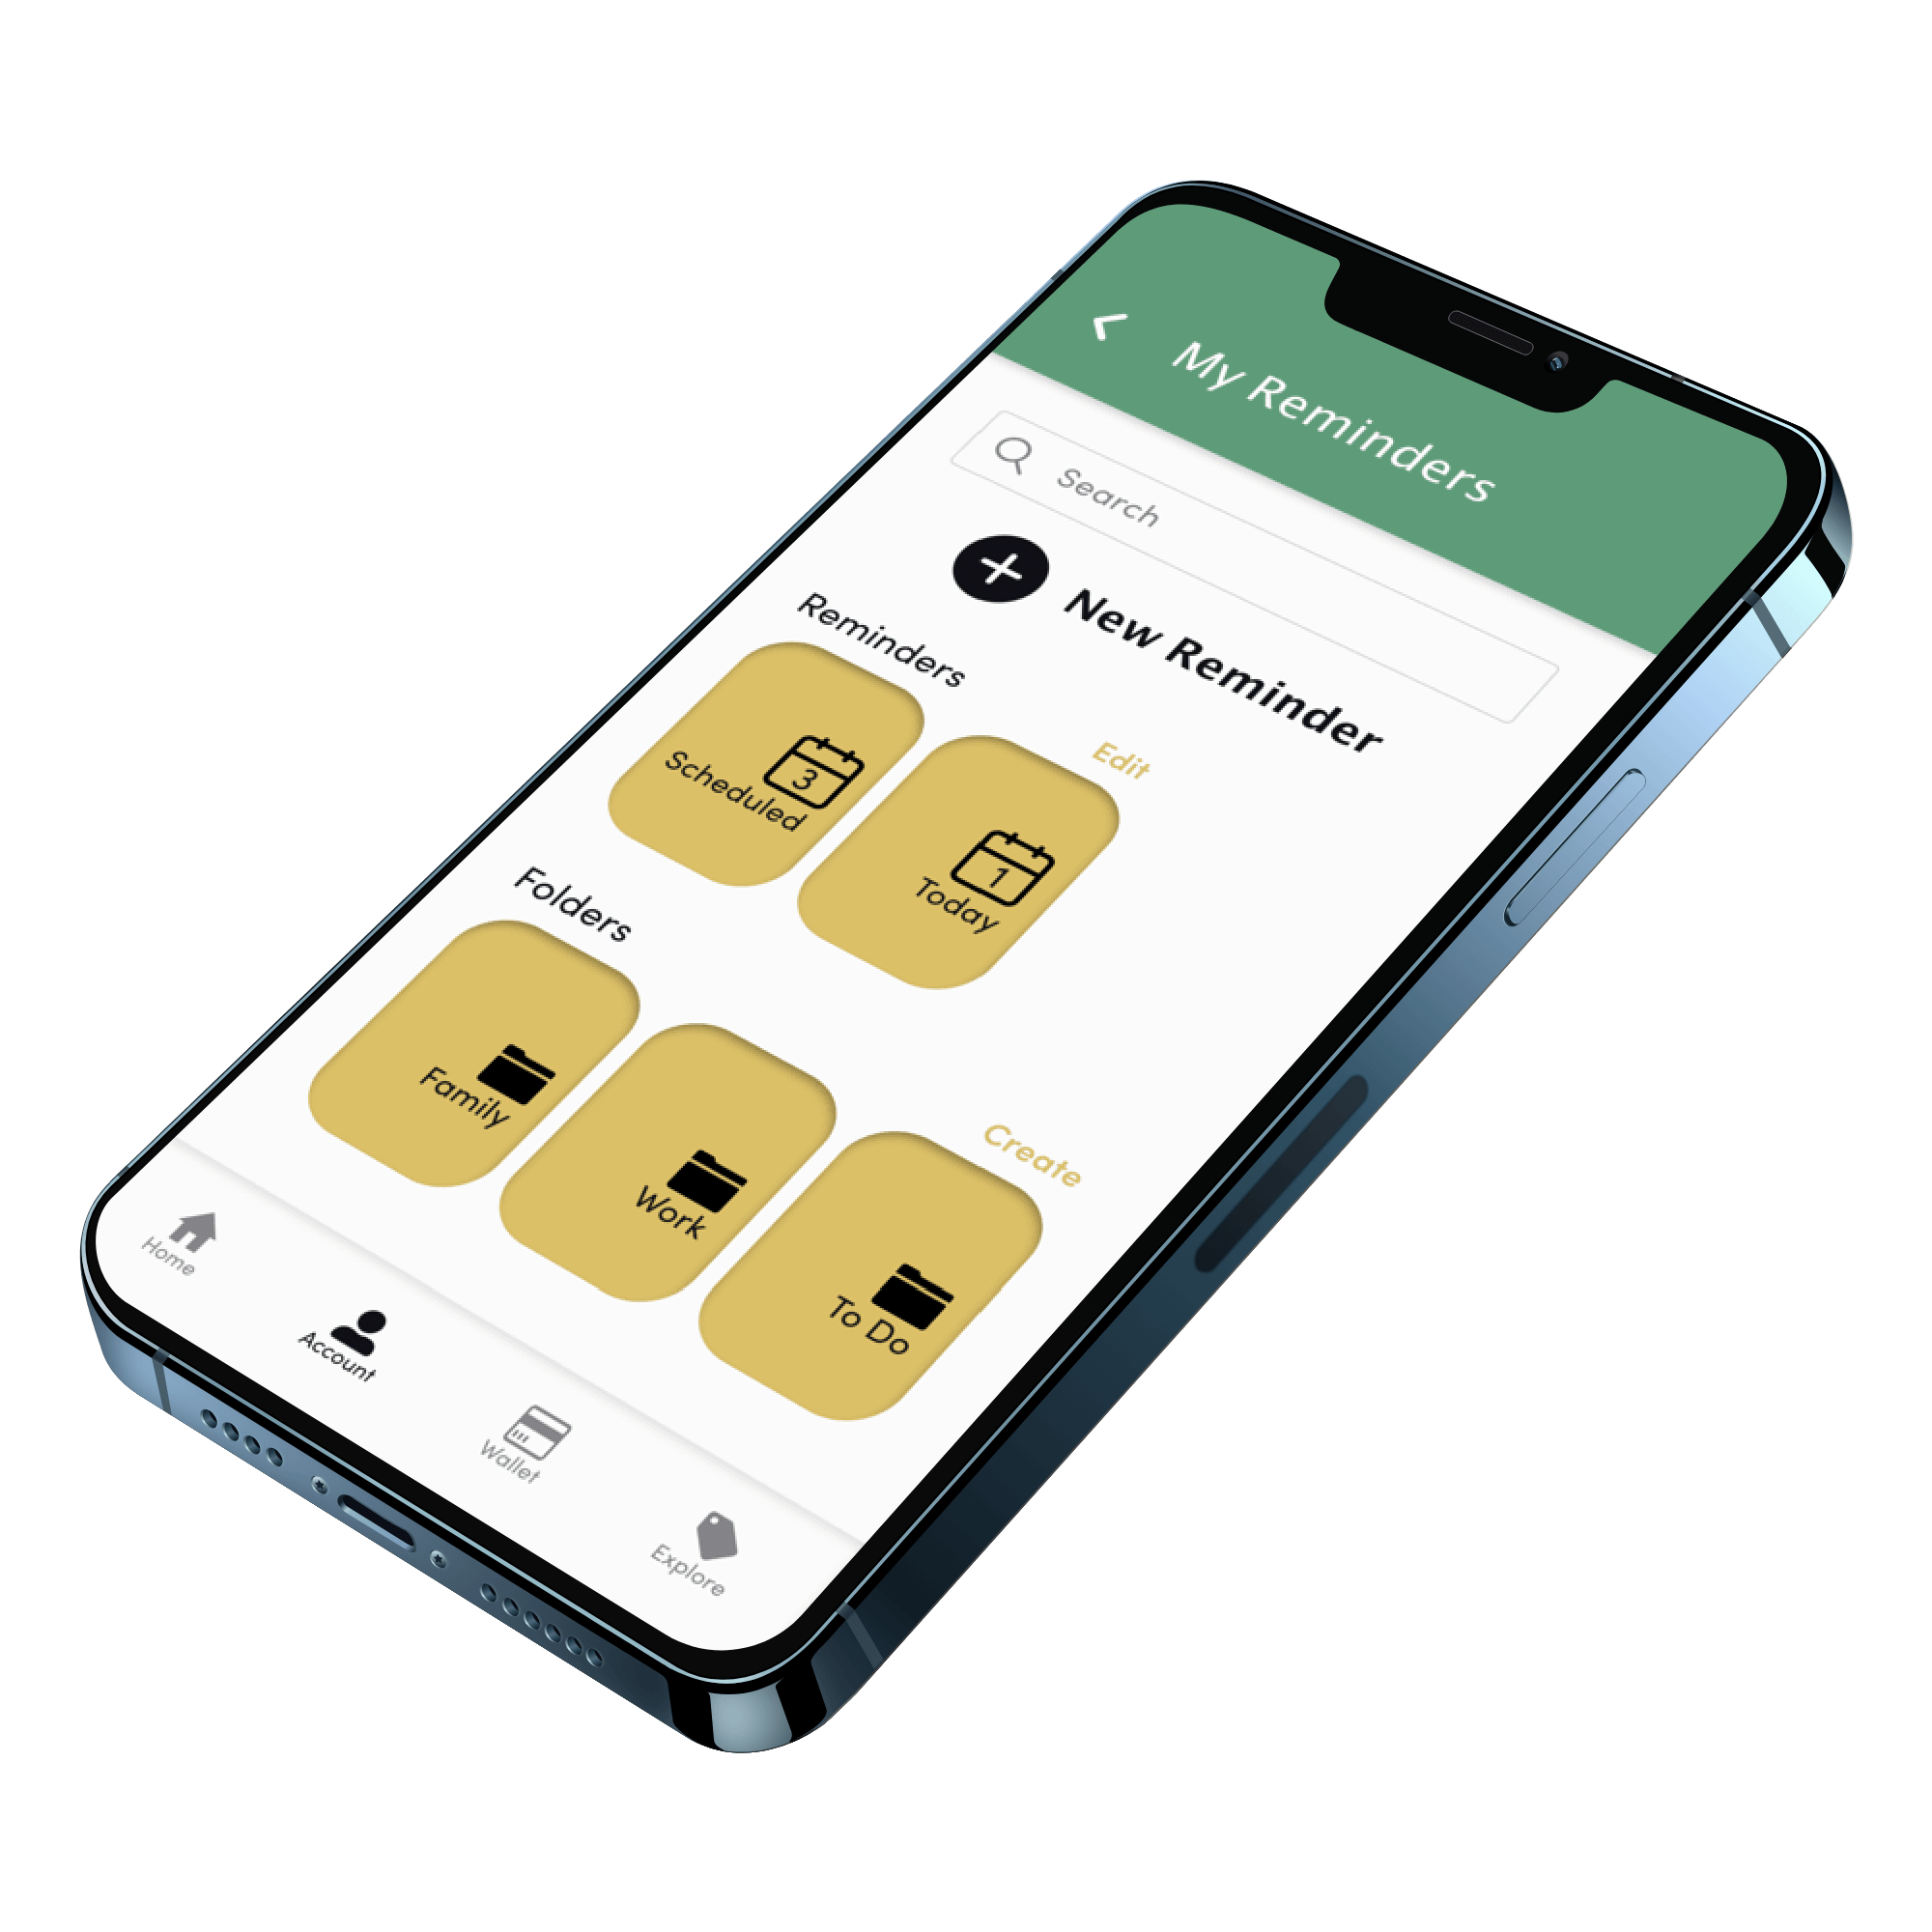 My Reminders
Search
New Reminder
Reminders
Edit
3
Scheduled
1
Today
Folders
Create
Family
Work
To Do
Home
Account
Wallet
Explore